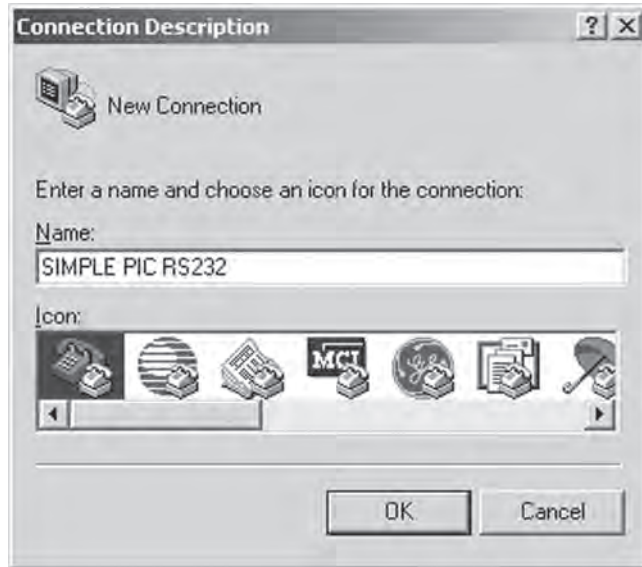 Connection Description
New Connection
Enter a name and choose an icon for the connection:
Name:
SIMPLE PIC RS232
Icon:
MCI
OK
Cancel